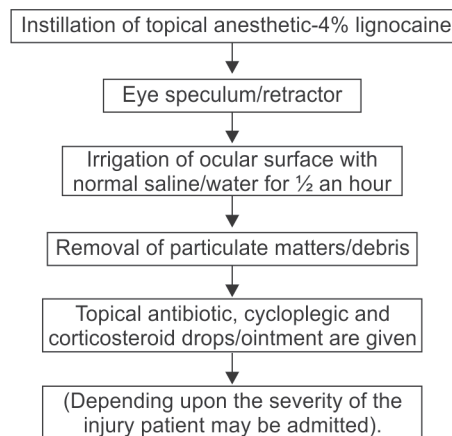 Instillation of topical anesthetic-4% lignocaine
Eye speculum/retractor
Irrigation of ocular surface with
normal saline/water for ½ an hour
Removal of particulate matters/debris
Topical antibiotic, cycloplegic and
corticosteroid drops/ointment are given
(Depending upon the severity of the
injury patient may be admitted).